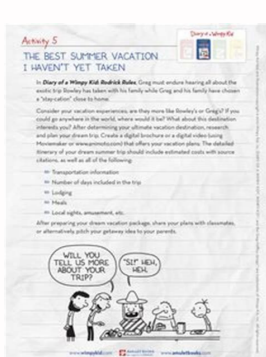 Activity 5
Diary of a Wimpy Kid
THE BEST SUMMER VACATION
I HAVEN'T YET TAKEN
In Diary of a Wimpy Kid: Rodrick Rules, Greg must endure hearing all about the
exotic trip Rowley has taken with his family while Greg and his family have chosen
a "stay-cation" close to home.
Consider your vacation experiences; are they more like Rowley's or Greg's? If you
could go anywhere in the world, where would it be? What about this destination
interests you? After determining your ultimate vacation destination, research
and plan your dream trip. Create a digital brochure or a digital video (using
Moviemaker or www.animoto.com) that offers your vacation plans. The detailed
itinerary of your dream summer trip should include estimated costs with source
citations, as well as all of the following:
Transportation information
Number of days included in the trip
Lodging
Meals
Local sights, amusement, etc.
After preparing your dream vacation package, share your plans with classmates,
or alternatively pitch your getaway idea to your parents.
WILL YOU
TELL US MORE
ABOUT YOUR
TRIP?
"SI!" HEH,
HEH.
www.wimpykid.com
www.amuletbooks.com